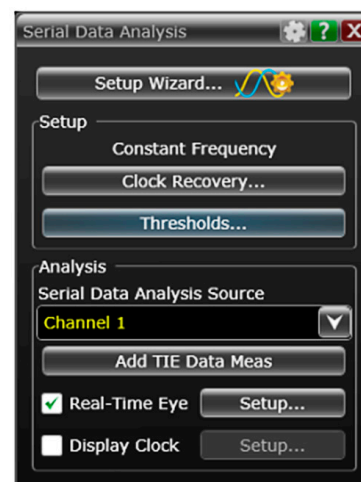 Serial Data Analysis
Setup Wizard...
Setup
Constant Frequency
Clock Recovery...
Thresholds...
Analysis
Serial Data Analysis Source
Channel 1
Add TIE Data Meas
Real-Time Eye Setup...
Display Clock Setup...